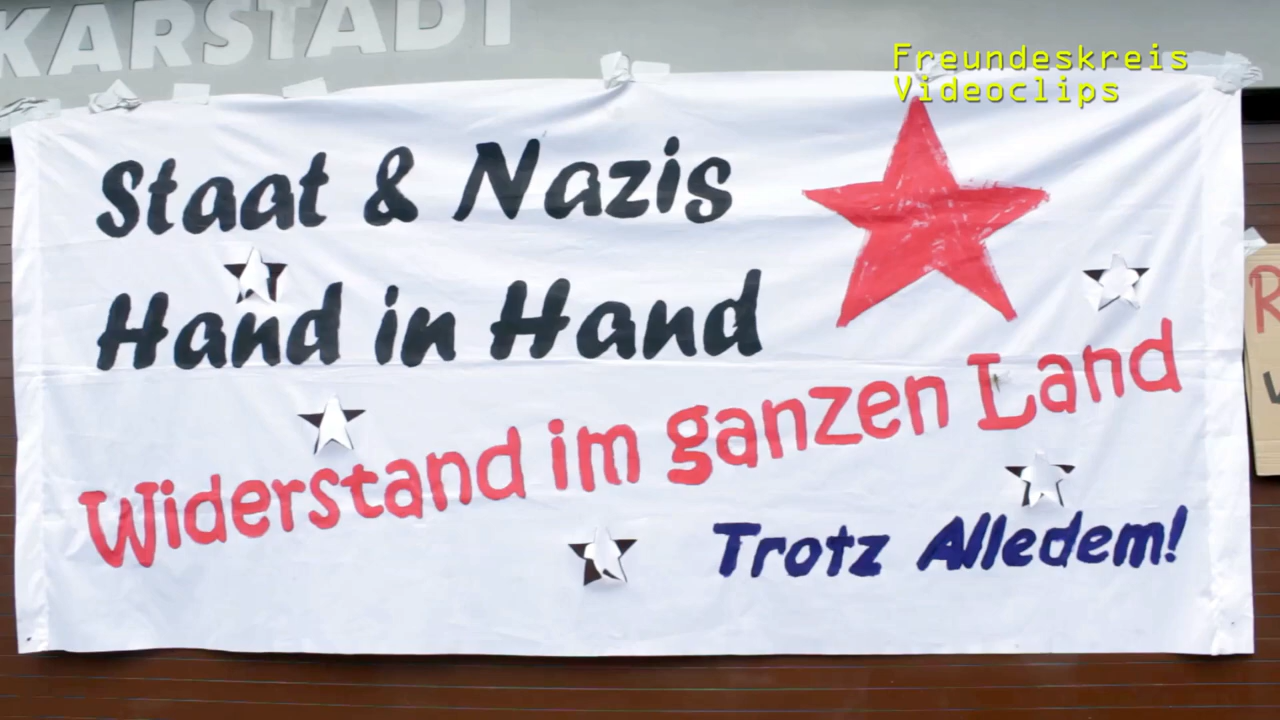 KARSTADT
Freundeskreis
Videoclips
Staat & Nazis
Hand in Hand
Widerstand im ganzen Land
Trotz Alledem!